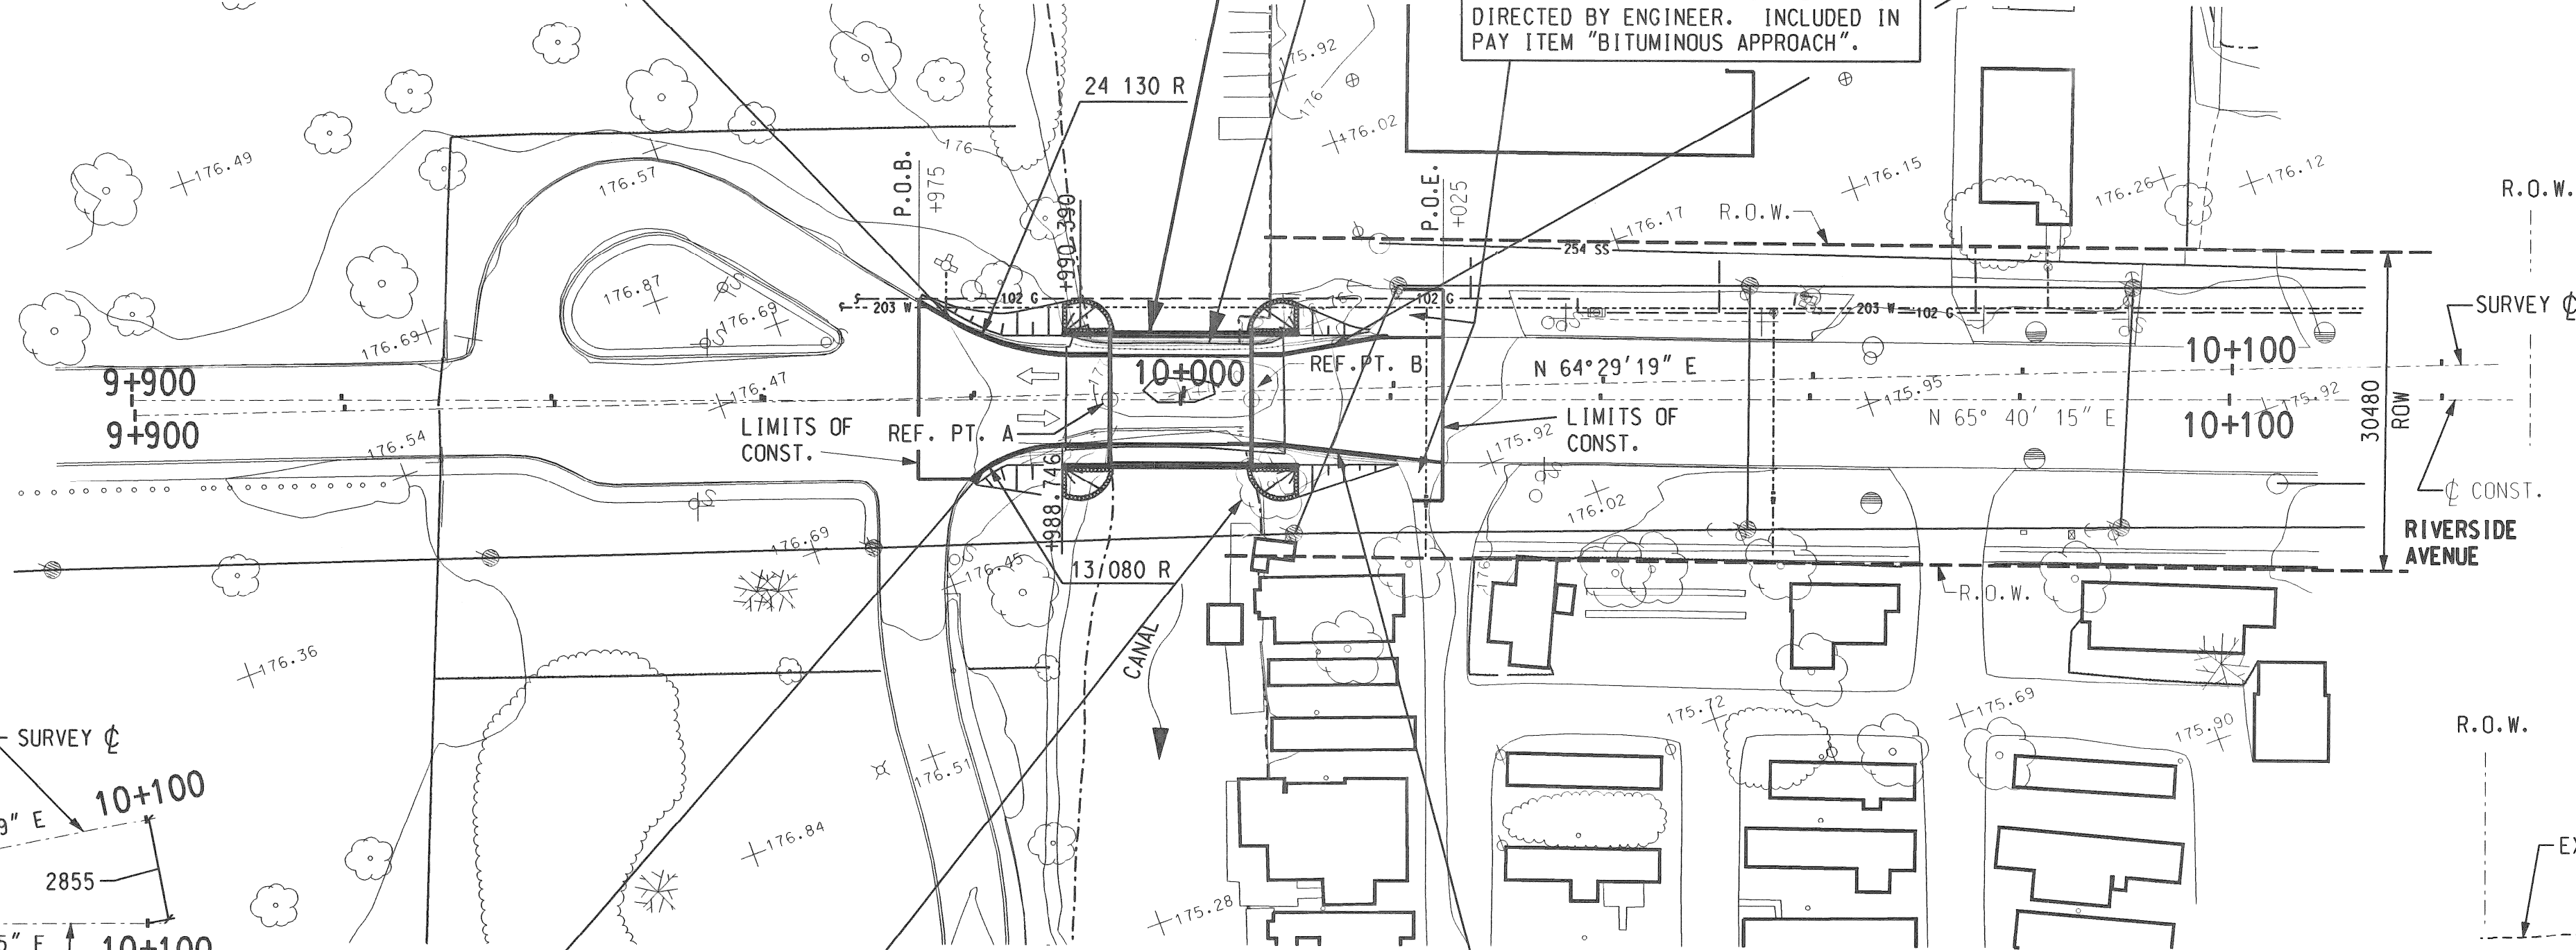 DIRECTED BY ENGINEER. INCLUDED IN
PAY ITEM "BITUMINOUS APPROACH".
175.92
24 130 R
176
+176.02
176
176.49
176.57
P.O.B.
+975
+990.390
P.O.E.
+025
176.15
176.26
176.12
R.O.W.
176.17
R.O.W.
254 SS
176.87
176.69
S
203 W
102 G
102 G
203 W
102 G
SURVEY ℄
176.69
10+000
REF. PT. B
N 64°29'19" E
10+100
9+900
176.47
175.95
175.92
9+900
LIMITS OF
CONST.
REF. PT. A
LIMITS OF
CONST.
N 65° 40' 15" E
10+100
30480
ROW
176.54
175.92
+988.746
176.02
℄ CONST.
RIVERSIDE
AVENUE
176.69
176.45
13 080 R
176
R.O.W.
CANAL
176.36
175.72
175.69
175.90
R.O.W.
SURVEY ℄
10+100
9" E
176.51
176.84
2855
175.28
5" E
10+100